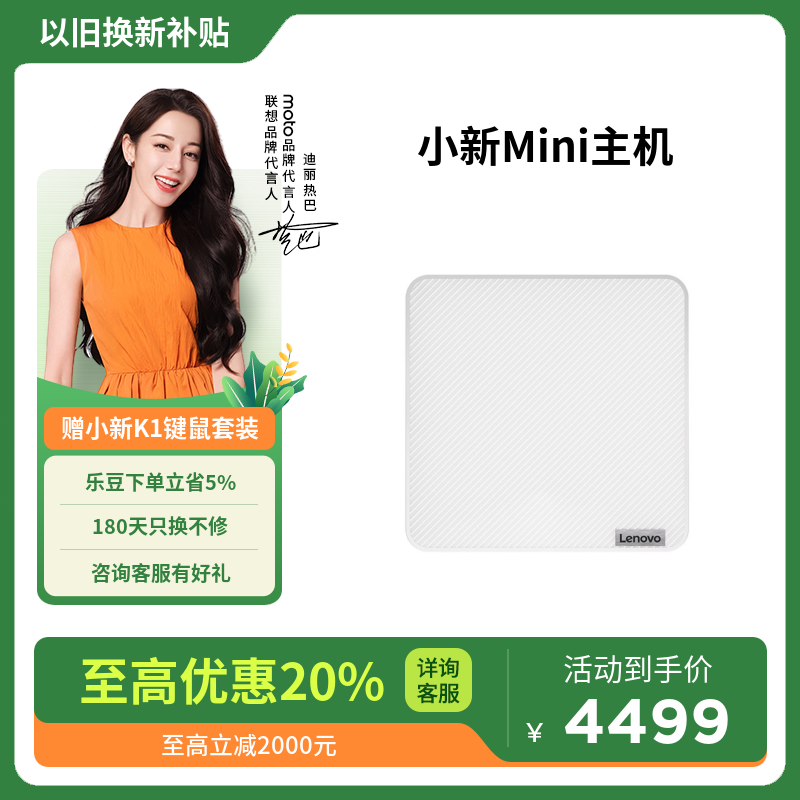 以旧换新补贴
联想品牌代言人
moto品牌代言人
迪丽热巴
小新Mini主机
Lenovo
赠小新K1键鼠套装
乐豆下单立省5%
180天只换不修
咨询客服有好礼
至高优惠20%
详询
客服
活动到手价
¥ 4499
至高立减2000元